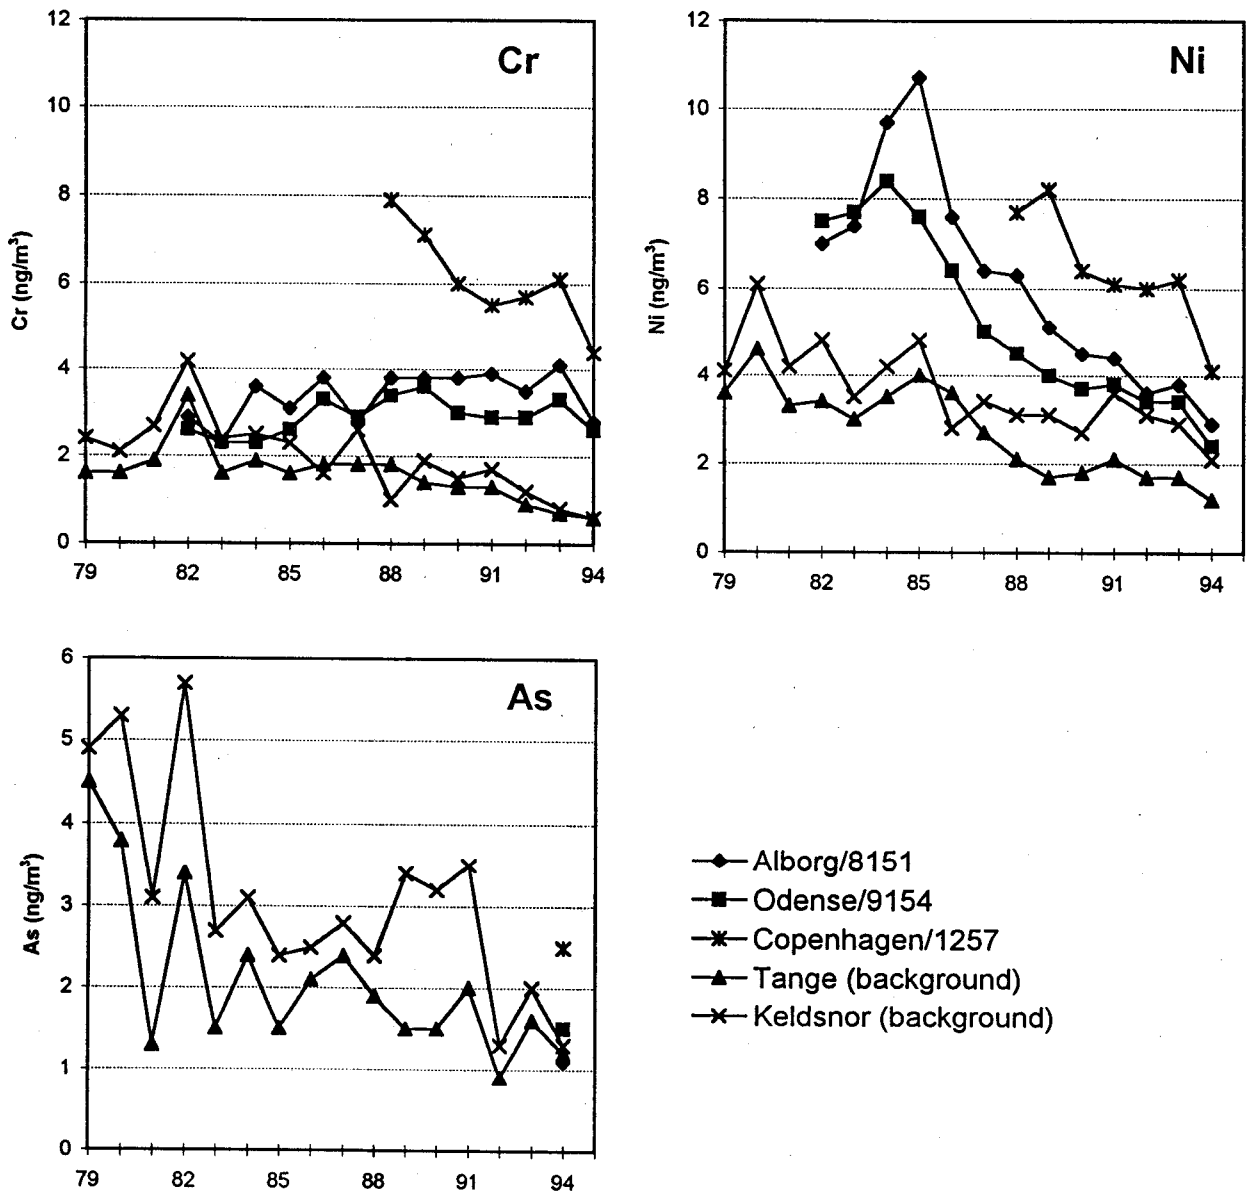 12
10
8
6
4
2
0
Cr (ng/m³)
Cr
79 82 85 88 91 94
12
10
8
6
4
2
0
Ni (ng/m³)
Ni
79 82 85 88 91 94
6
5
4
3
2
1
0
As (ng/m³)
As
79 82 85 88 91 94
Alborg/8151
Odense/9154
Copenhagen/1257
Tange (background)
Keldsnor (background)